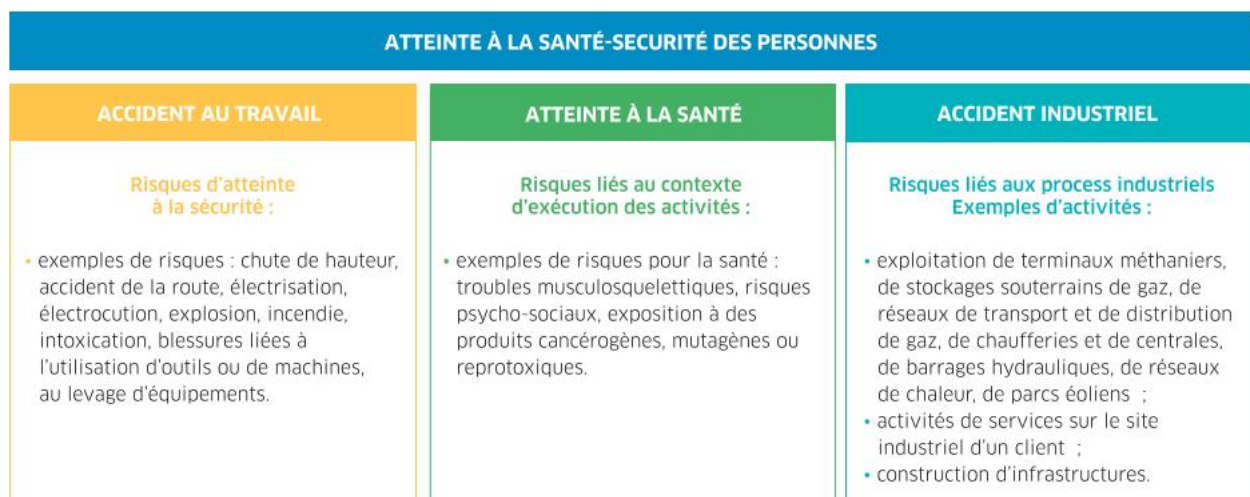 ATTEINTE À LA SANTÉ-SECURITÉ DES PERSONNES
ACCIDENT AU TRAVAIL
Risques d'atteinte
à la sécurité :
• exemples de risques : chute de hauteur,
accident de la route, électrisation,
électrocution, explosion, incendie,
intoxication, blessures liées à
l'utilisation d'outils ou de machines,
au levage d'équipements.
ATTEINTE À LA SANTÉ
Risques liés au contexte
d'exécution des activités :
• exemples de risques pour la santé :
troubles musculosquelettiques, risques
psycho-sociaux, exposition à des
produits cancérogènes, mutagènes ou
reprotoxiques.
ACCIDENT INDUSTRIEL
Risques liés aux process industriels
Exemples d'activités :
• exploitation de terminaux méthaniers,
de stockages souterrains de gaz, de
réseaux de transport et de distribution
de gaz, de chaufferies et de centrales,
de barrages hydrauliques, de réseaux
de chaleur, de parcs éoliens ;
• activités de services sur le site
industriel d'un client ;
• construction d'infrastructures.